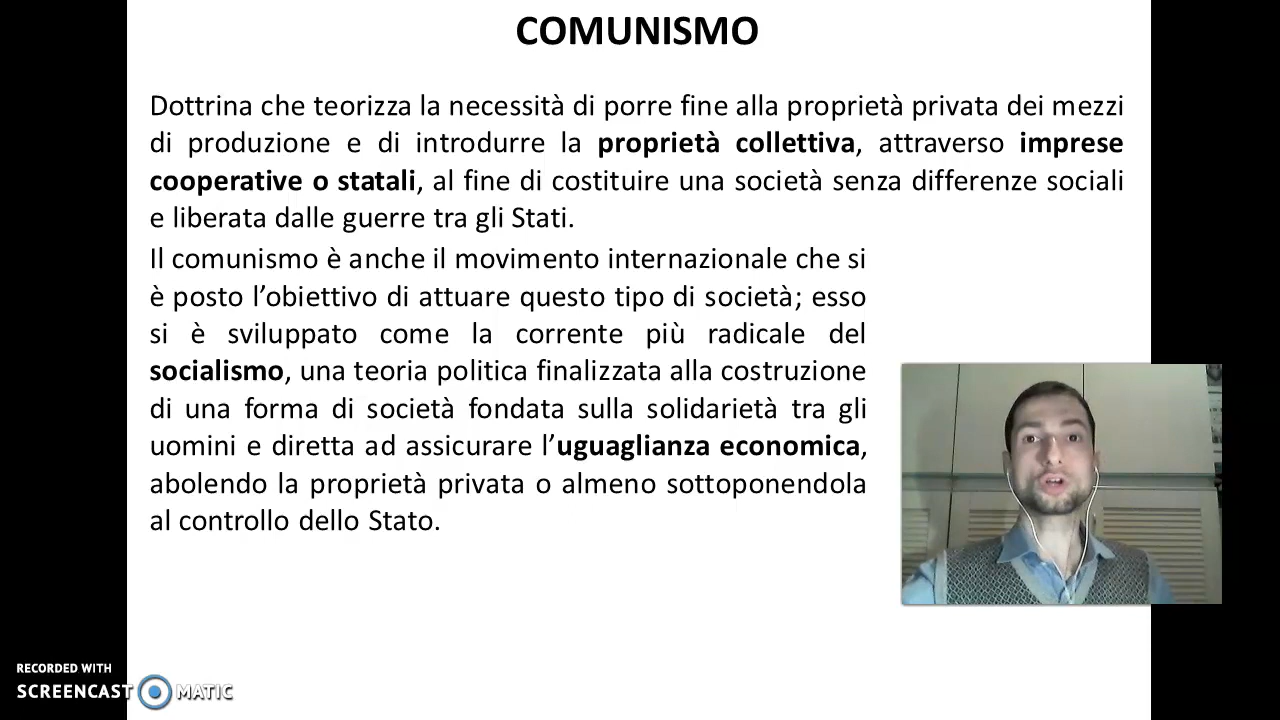 COMUNISMO
Dottrina che teorizza la necessità di porre fine alla proprietà privata dei mezzi
di produzione e di introdurre la proprietà collettiva, attraverso imprese
cooperative o statali, al fine di costituire una società senza differenze sociali
e liberata dalle guerre tra gli Stati.
Il comunismo è anche il movimento internazionale che si
è posto l’obiettivo di attuare questo tipo di società; esso
si è sviluppato come la corrente più radicale del
socialismo, una teoria politica finalizzata alla costruzione
di una forma di società fondata sulla solidarietà tra gli
uomini e diretta ad assicurare l’uguaglianza economica,
abolendo la proprietà privata o almeno sottoponendola
al controllo dello Stato.
RECORDED WITH
SCREENCAST MATIC